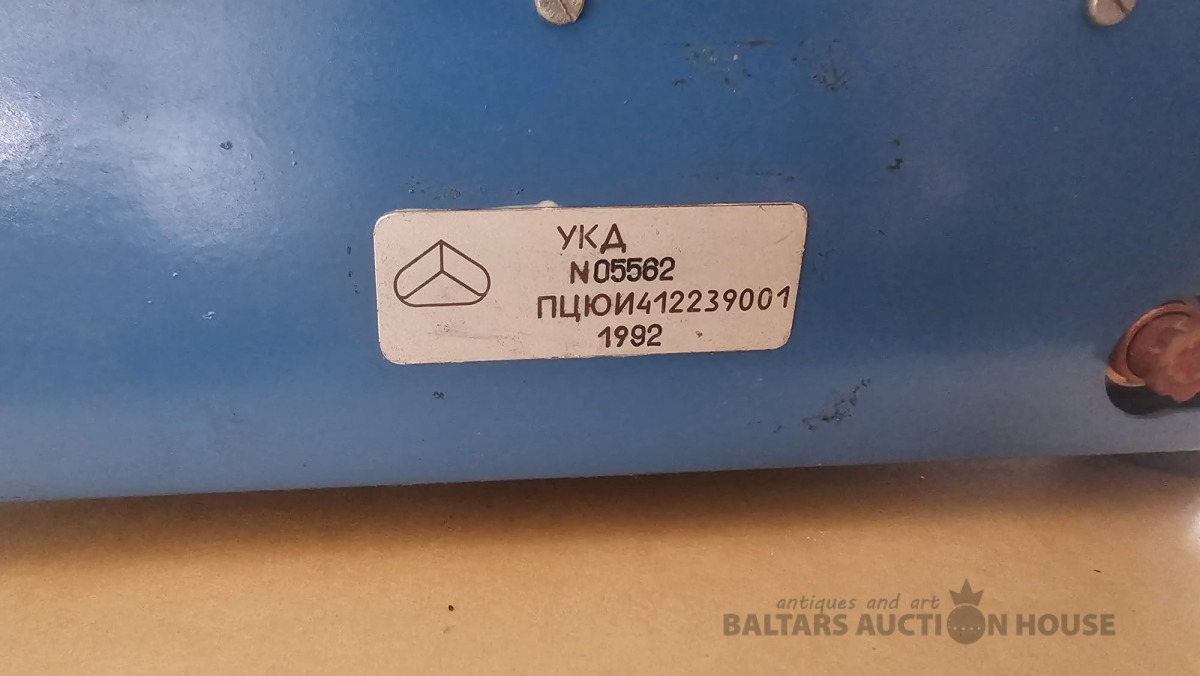 УКД
N05562
ПЦЮИ412239001
1992
antiques and art
BALTARS AUCTION HOUSE